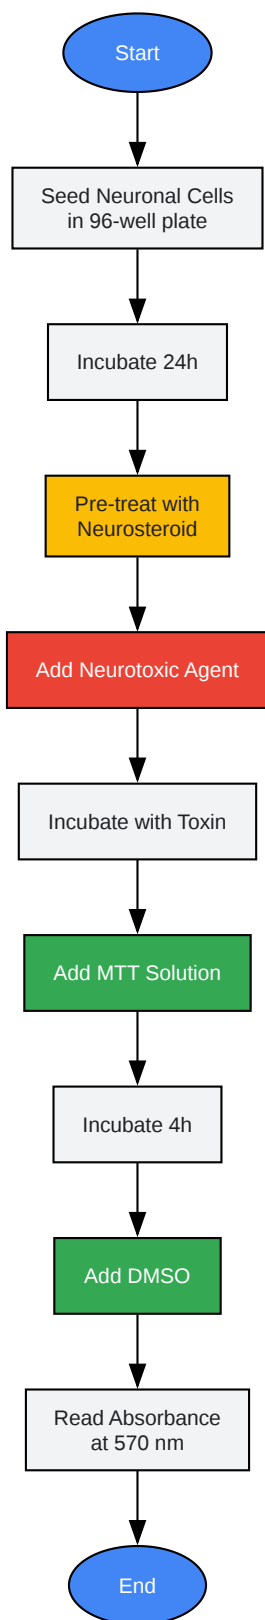 Start
Seed Neuronal Cells
in 96-well plate
Incubate 24h
Pre-treat with
Neurosteroid
Add Neurotoxic Agent
Incubate with Toxin
Add MTT Solution
Incubate 4h
Add DMSO
Read Absorbance
at 570 nm
End